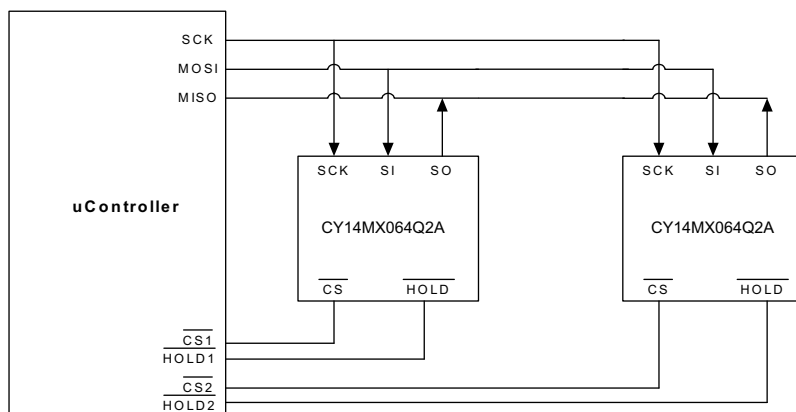 SCK
MOSI
MISO
uController
SCK SI SO
CY14MX064Q2A
CS HOLD
SCK SI SO
CY14MX064Q2A
CS HOLD
CS1
HOLD1
CS2
HOLD2